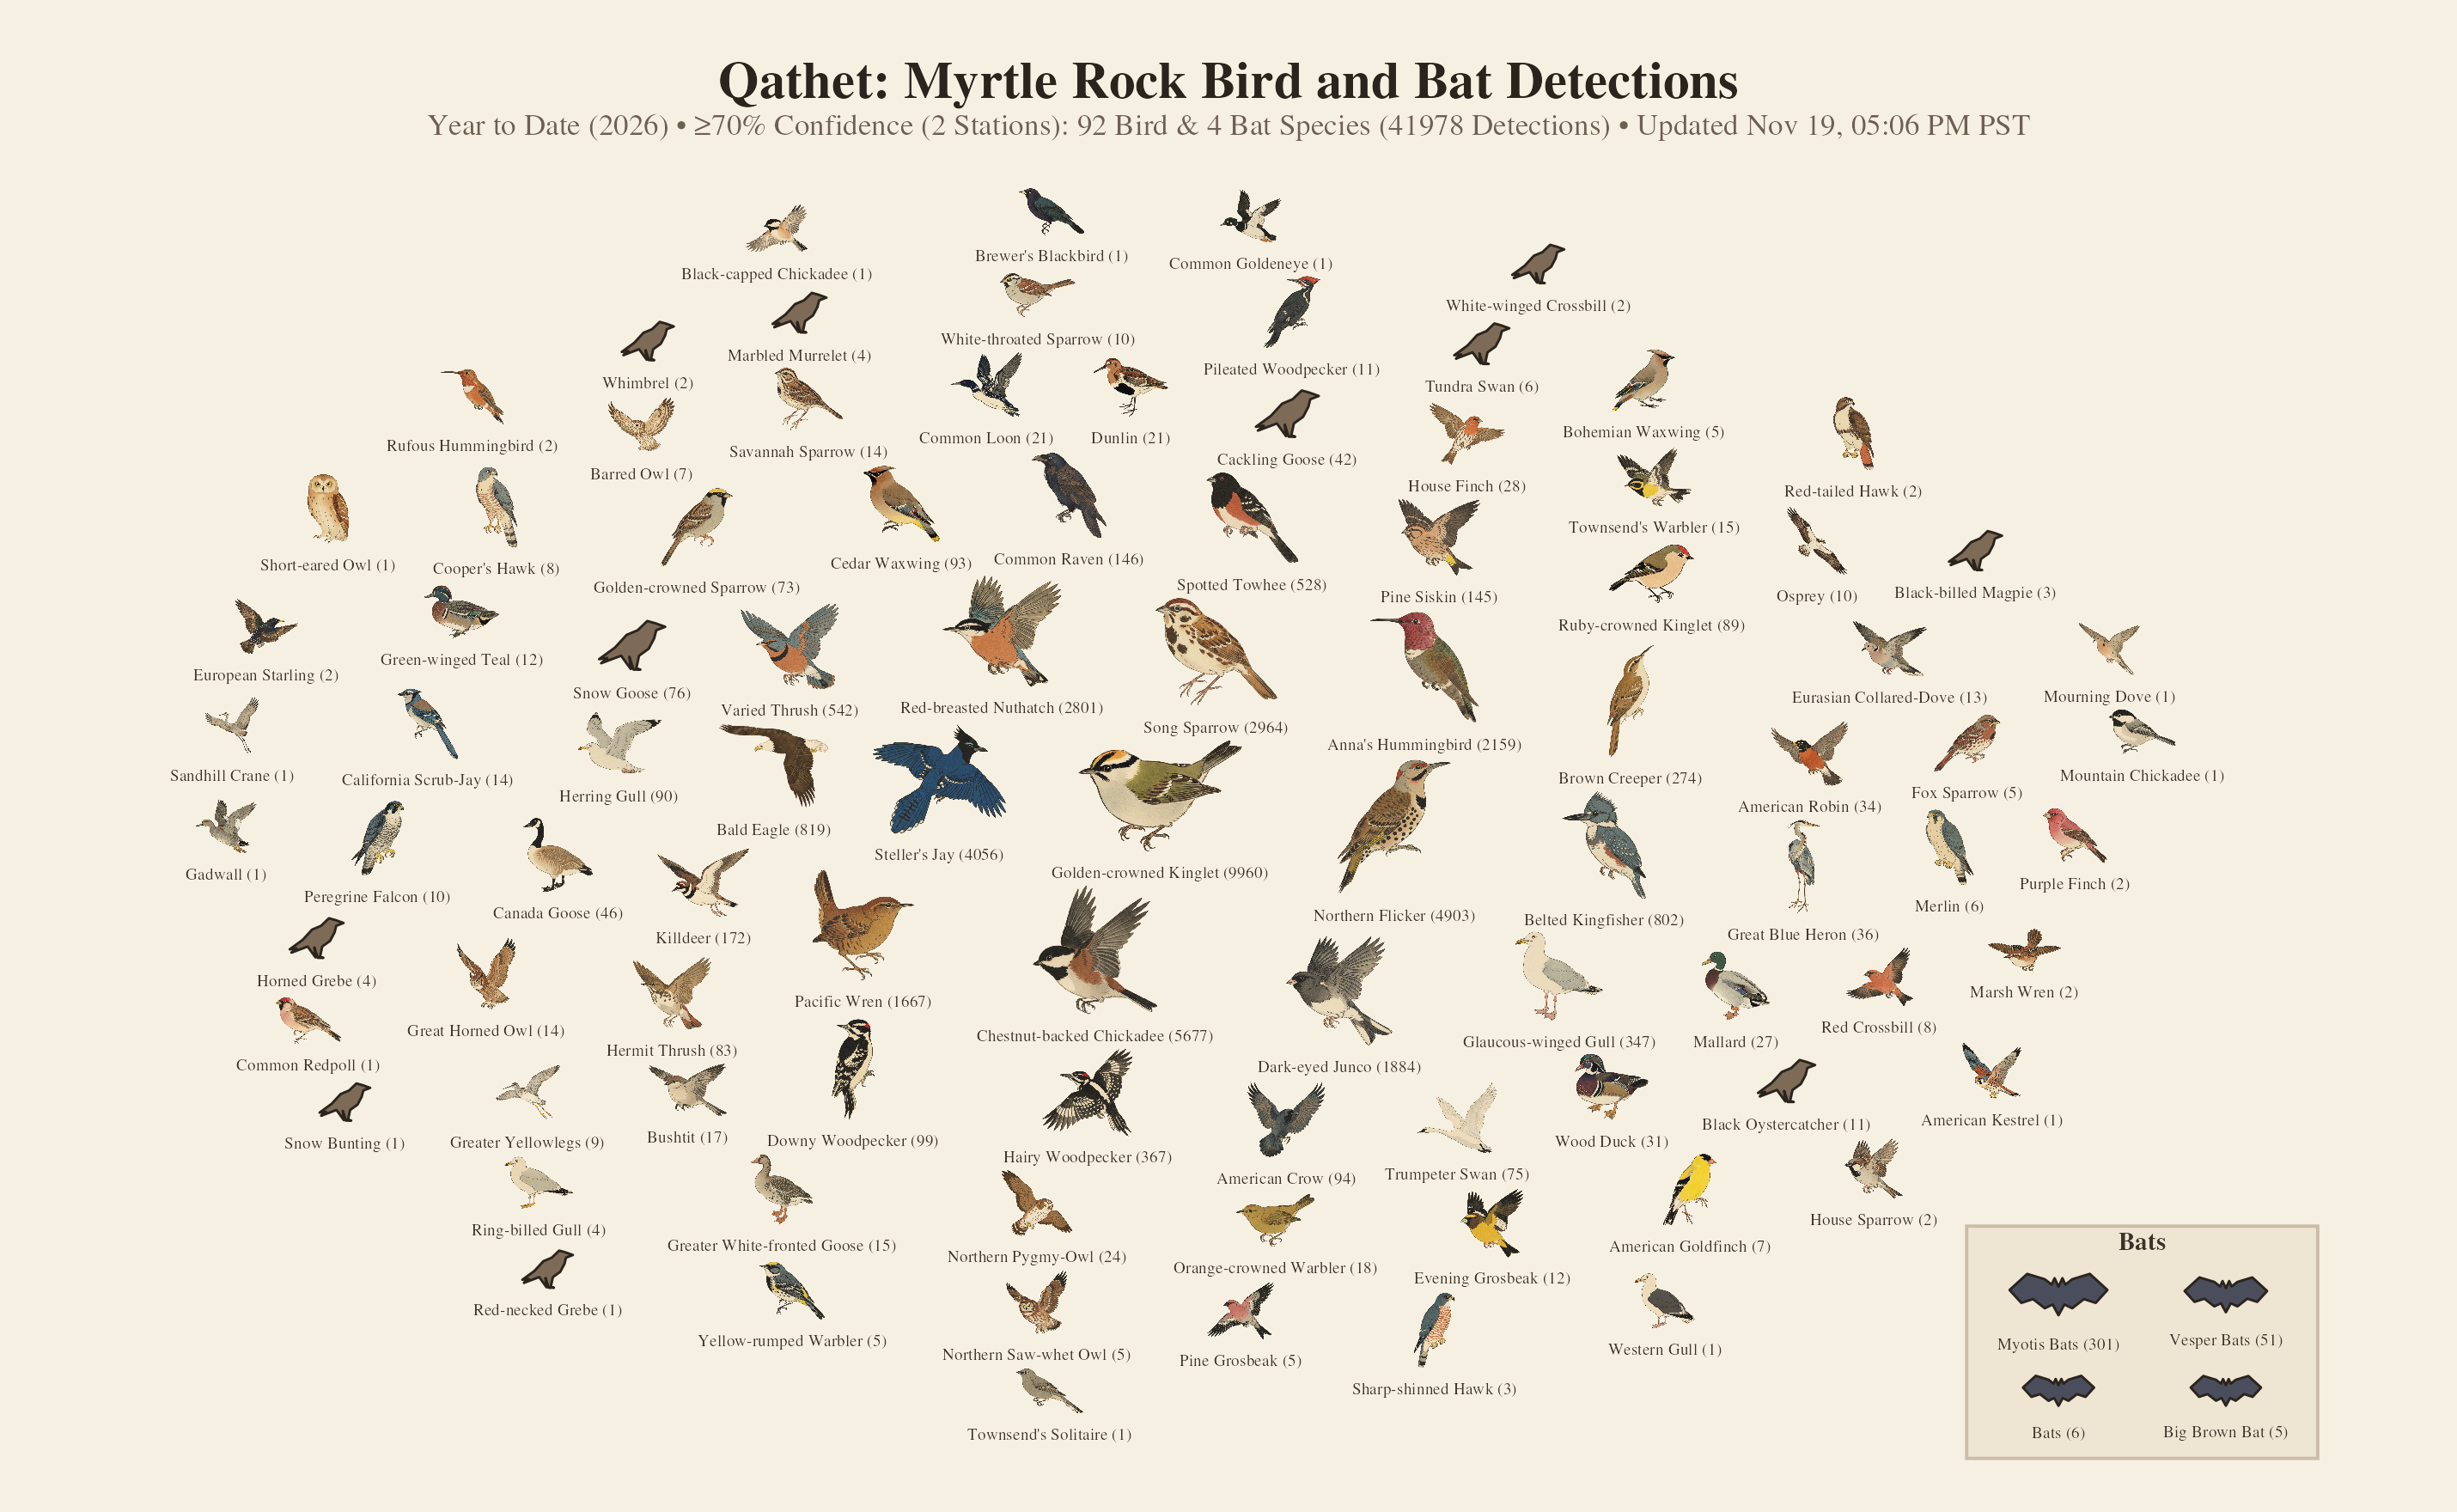 Qathet: Myrtle Rock Bird and Bat Detections
Year to Date (2026) • ≥70% Confidence (2 Stations): 92 Bird & 4 Bat Species (41978 Detections) • Updated Nov 19, 05:06 PM PST
Brewer's Blackbird (1)
Common Goldeneye (1)
Black-capped Chickadee (1)
White-winged Crossbill (2)
White-throated Sparrow (10)
Marbled Murrelet (4)
Pileated Woodpecker (11)
Whimbrel (2)
Tundra Swan (6)
Bohemian Waxwing (5)
Common Loon (21)
Dunlin (21)
Rufous Hummingbird (2)
Savannah Sparrow (14)
Cackling Goose (42)
Barred Owl (7)
House Finch (28)
Red-tailed Hawk (2)
Townsend's Warbler (15)
Common Raven (146)
Cedar Waxwing (93)
Short-eared Owl (1)
Cooper's Hawk (8)
Spotted Towhee (528)
Golden-crowned Sparrow (73)
Black-billed Magpie (3)
Osprey (10)
Pine Siskin (145)
Ruby-crowned Kinglet (89)
Green-winged Teal (12)
European Starling (2)
Snow Goose (76)
Eurasian Collared-Dove (13)
Mourning Dove (1)
Red-breasted Nuthatch (2801)
Varied Thrush (542)
Song Sparrow (2964)
Anna's Hummingbird (2159)
Sandhill Crane (1)
Mountain Chickadee (1)
Brown Creeper (274)
California Scrub-Jay (14)
Fox Sparrow (5)
Herring Gull (90)
American Robin (34)
Bald Eagle (819)
Steller's Jay (4056)
Golden-crowned Kinglet (9960)
Gadwall (1)
Purple Finch (2)
Peregrine Falcon (10)
Merlin (6)
Canada Goose (46)
Northern Flicker (4903)
Belted Kingfisher (802)
Great Blue Heron (36)
Killdeer (172)
Horned Grebe (4)
Marsh Wren (2)
Pacific Wren (1667)
Red Crossbill (8)
Great Horned Owl (14)
Chestnut-backed Chickadee (5677)
Glaucous-winged Gull (347)
Mallard (27)
Hermit Thrush (83)
Common Redpoll (1)
Dark-eyed Junco (1884)
American Kestrel (1)
Black Oystercatcher (11)
Bushtit (17)
Downy Woodpecker (99)
Wood Duck (31)
Snow Bunting (1)
Greater Yellowlegs (9)
Hairy Woodpecker (367)
Trumpeter Swan (75)
American Crow (94)
House Sparrow (2)
Ring-billed Gull (4)
Greater White-fronted Goose (15)
American Goldfinch (7)
Northern Pygmy-Owl (24)
Orange-crowned Warbler (18)
Evening Grosbeak (12)
Red-necked Grebe (1)
Yellow-rumped Warbler (5)
Western Gull (1)
Northern Saw-whet Owl (5)
Pine Grosbeak (5)
Sharp-shinned Hawk (3)
Townsend's Solitaire (1)
Bats
Myotis Bats (301)
Vesper Bats (51)
Bats (6)
Big Brown Bat (5)